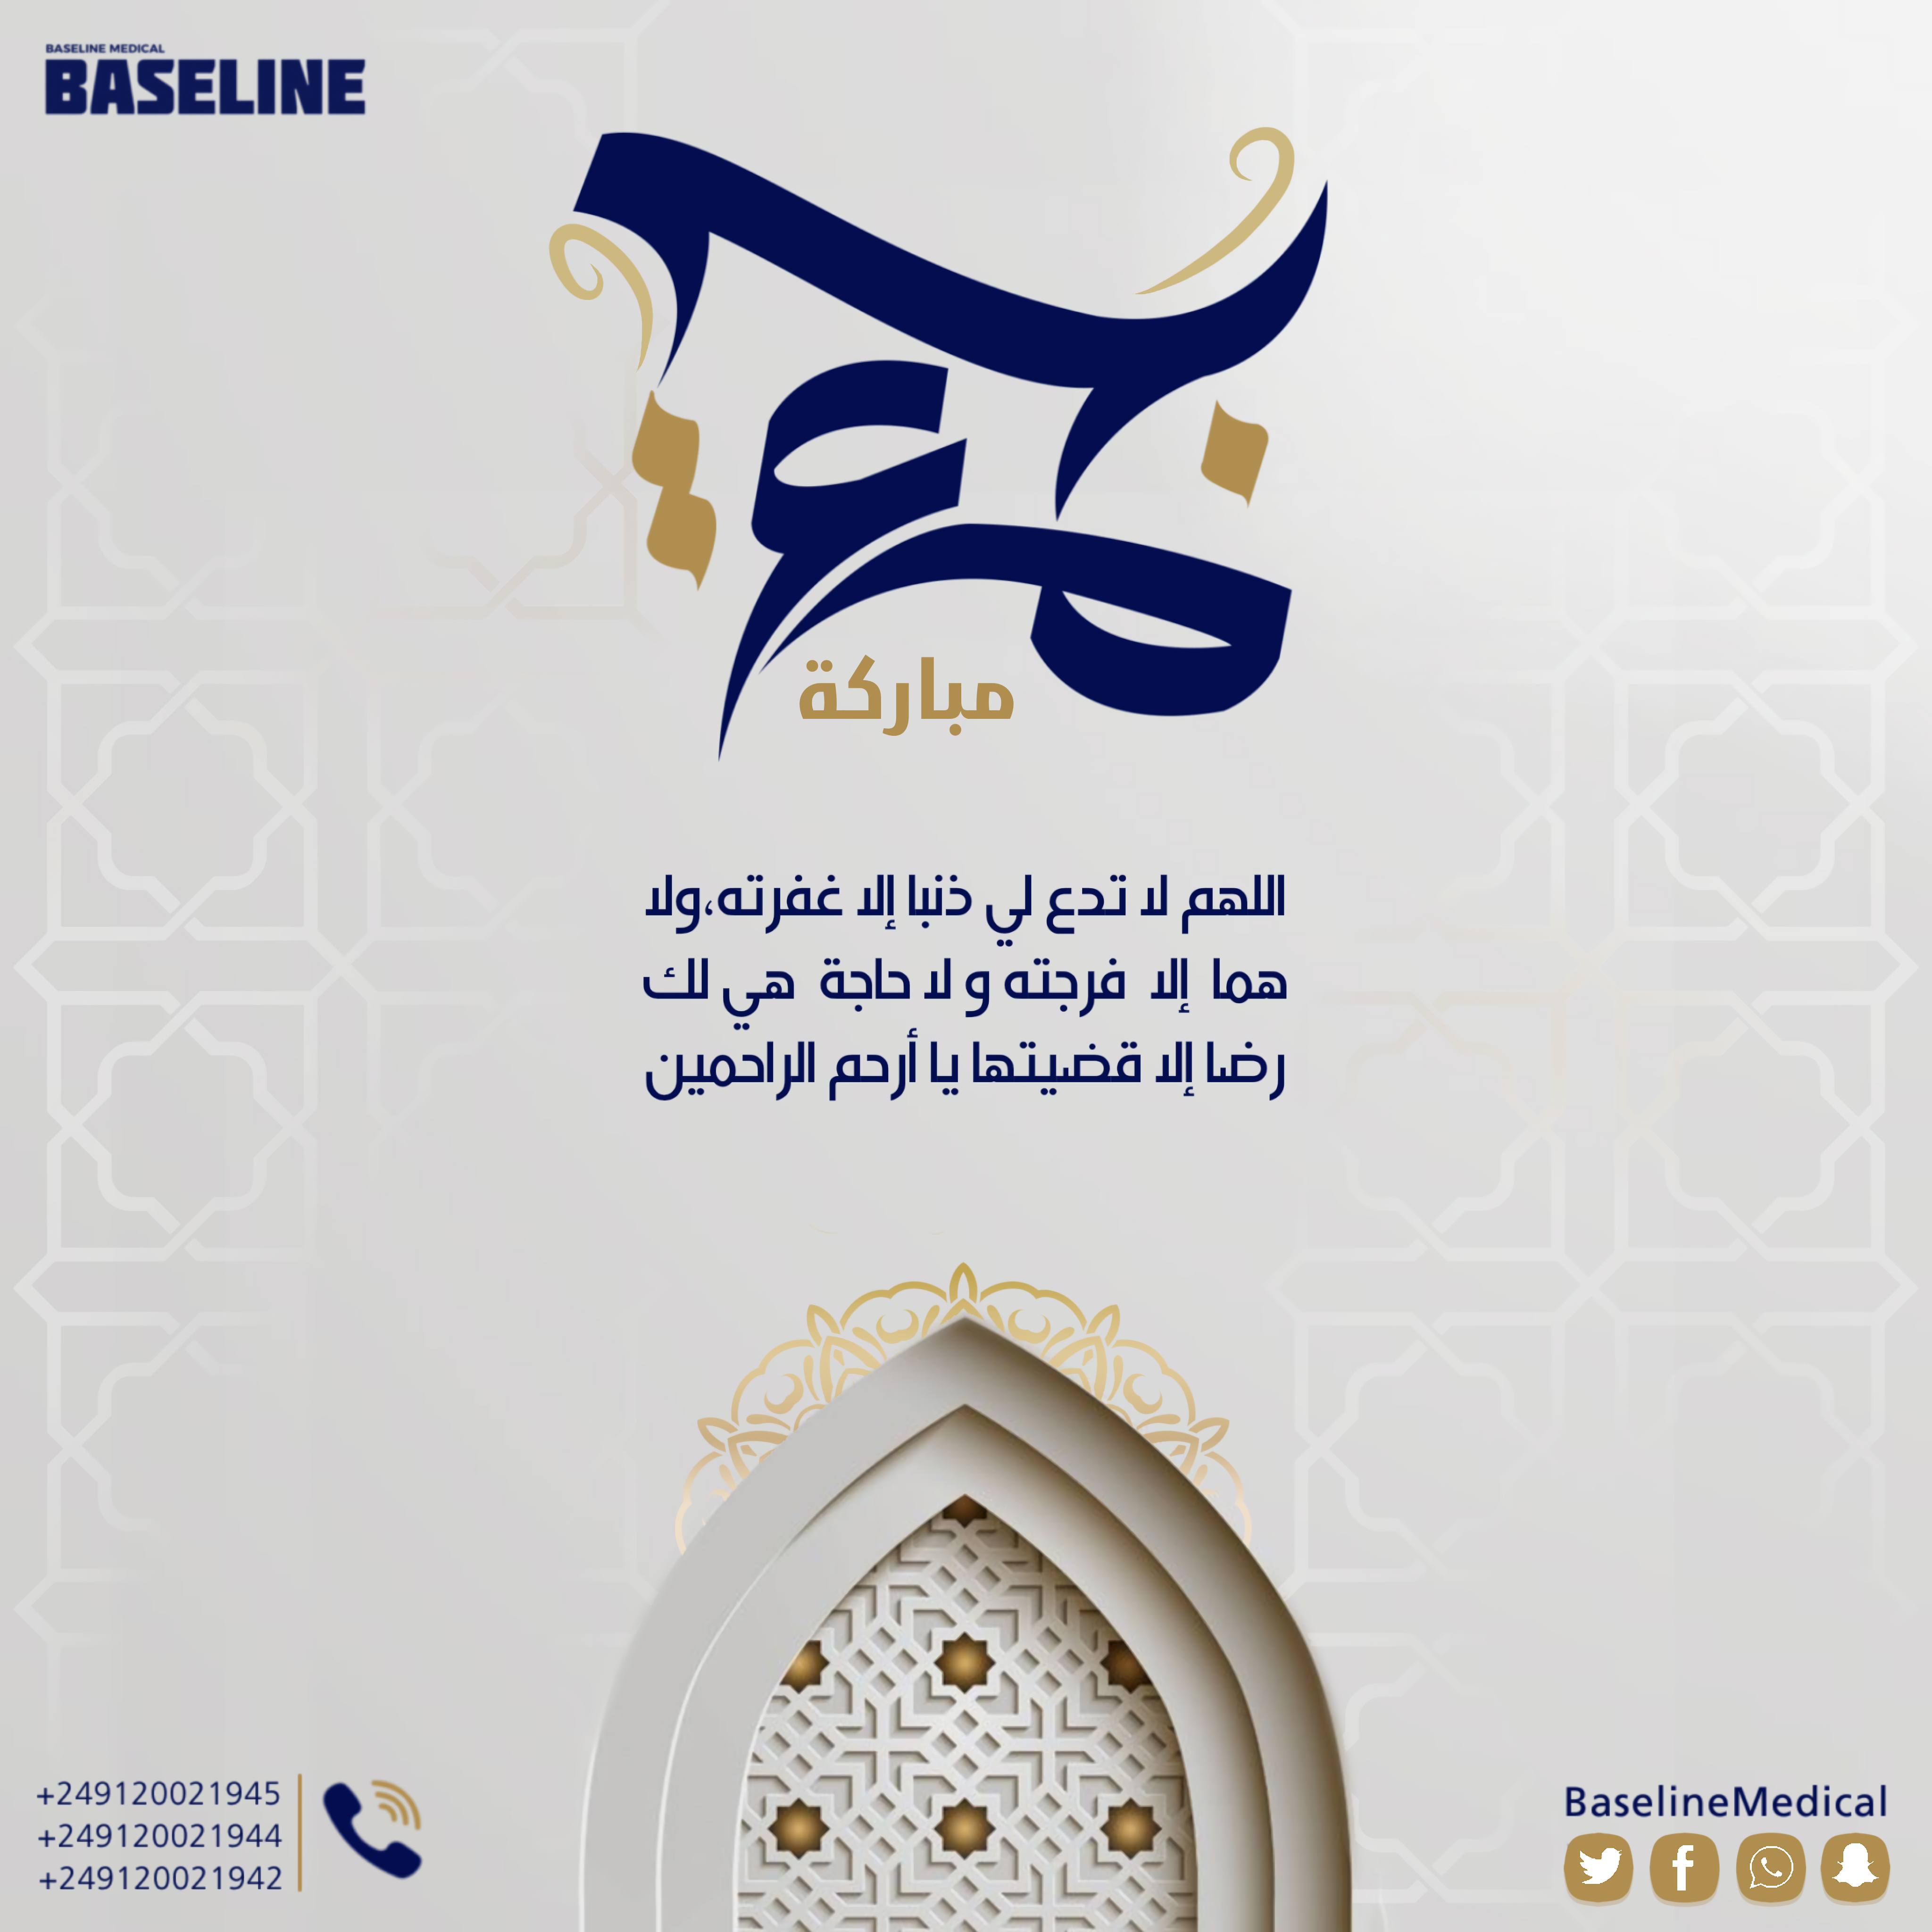 BASELINE MEDICAL
BASELINE
جمعة
مباركة
اللهم لا تدع لي ذنبا إلا غفرته،ولا
هما إلا فرجته و لا حاجة هي لك
رضا إلا قضيتها يا أرحم الراحمين
+249120021945
+249120021944
+249120021942
BaselineMedical